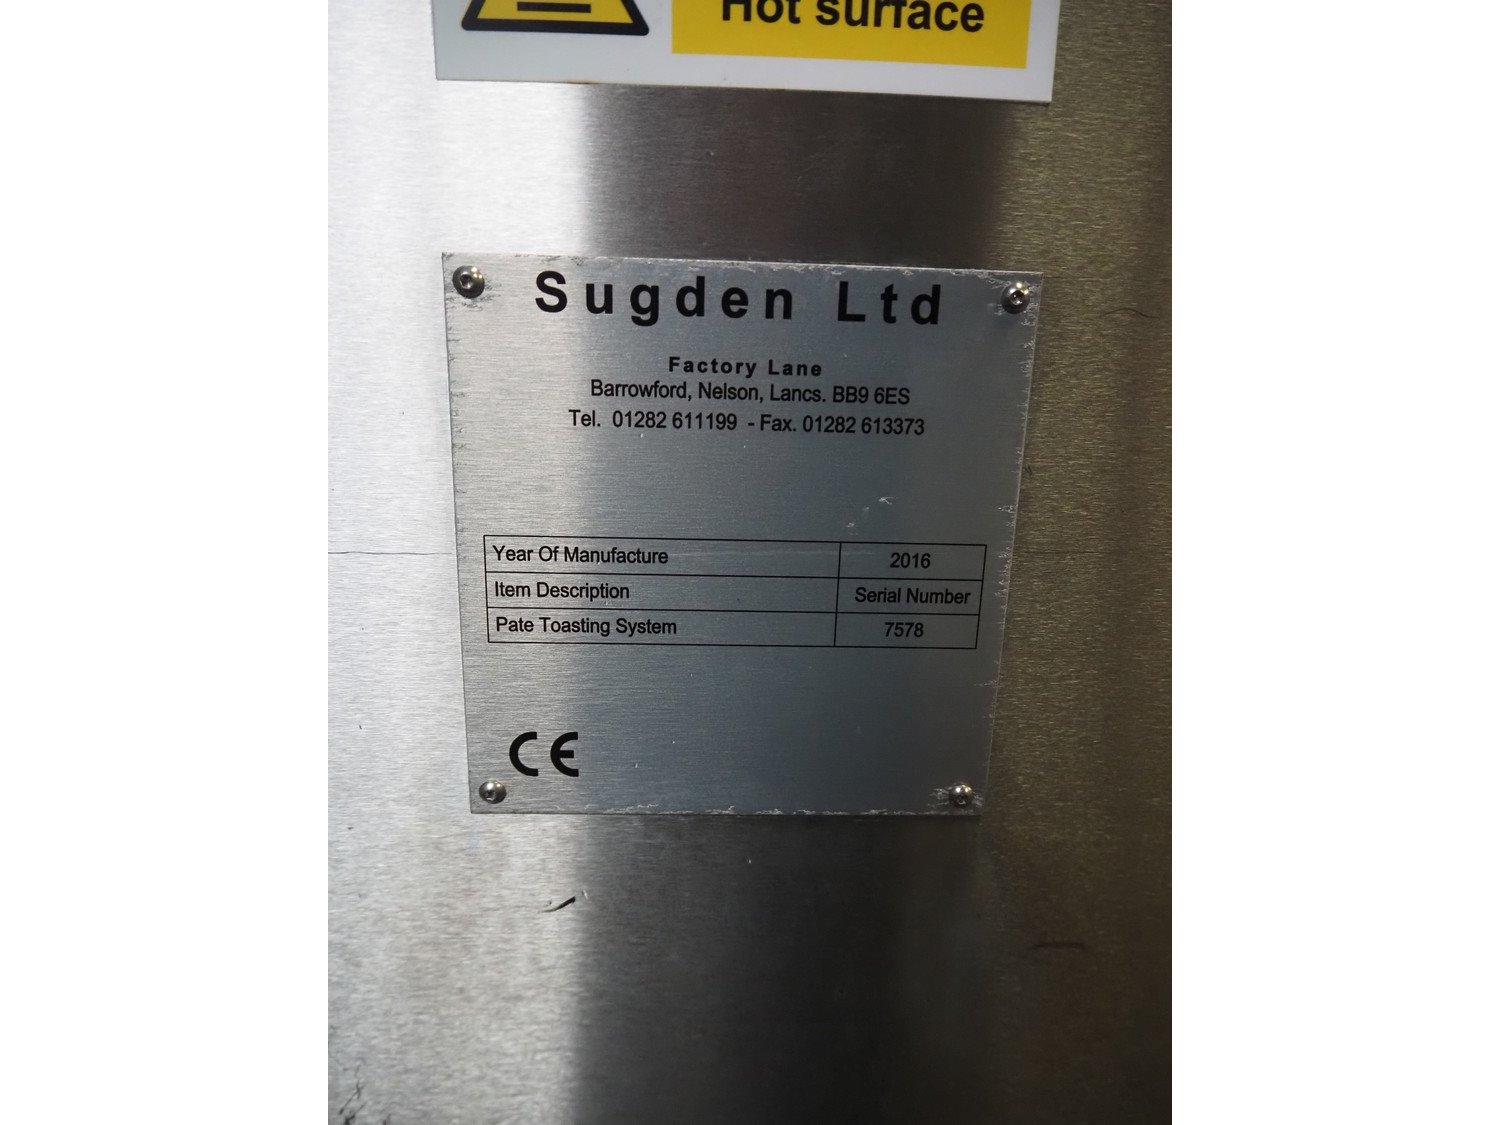 Hot surface
Sugden Ltd
Factory Lane
Barrowford, Nelson, Lancs. BB9 6ES
Tel. 01282 611199 - Fax. 01282 613373
Year Of Manufacture 2016
Item Description Serial Number
Pate Toasting System 7578
CE